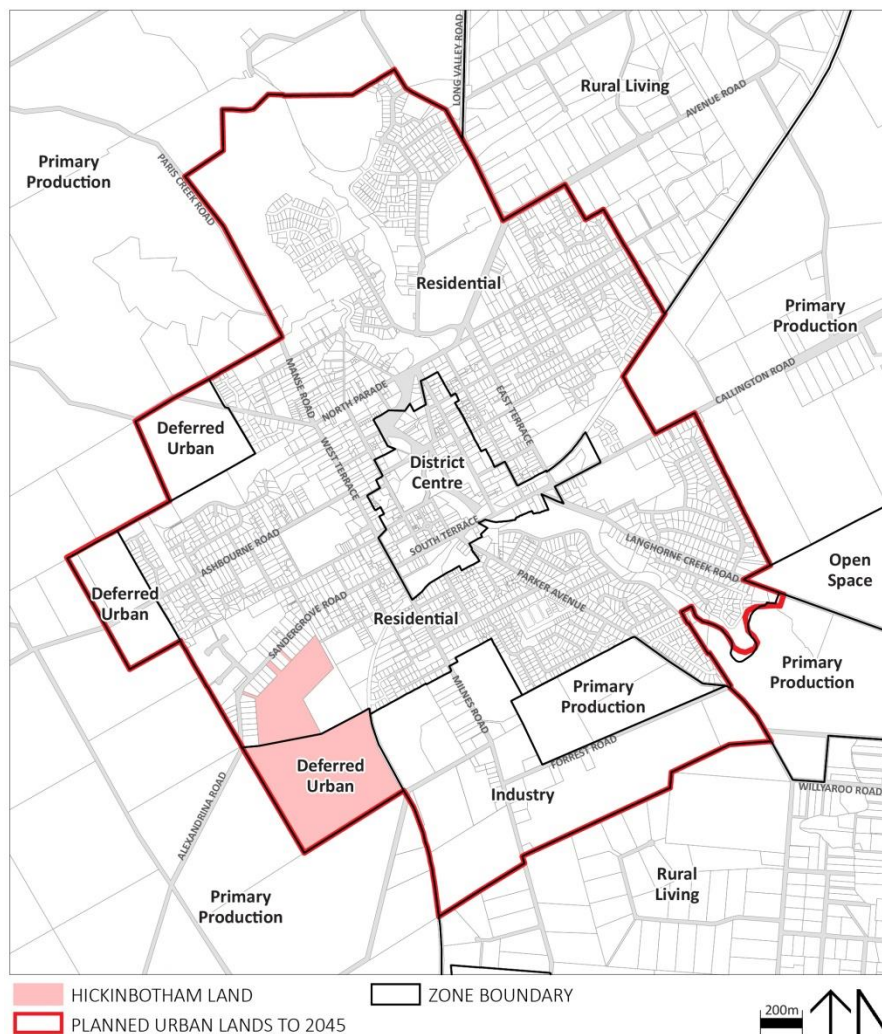 LONG VALLEY ROAD
Rural Living
AVENUE ROAD
Primary
Production
PARIS CREEK ROAD
Residential
Primary
Production
CALLINGTON ROAD
MANSE ROAD
NORTH PARADE
EAST TERRACE
Deferred
Urban
WEST TERRACE
District
Centre
ASHBOURNE ROAD
SOUTH TERRACE
LANGHORNE CREEK ROAD
Open
Space
Deferred
Urban
SANDERGROVE ROAD
PARKER AVENUE
Residential
Primary
Production
MILNES ROAD
Primary
Production
FORREST ROAD
Deferred
Urban
Industry
WILLYAROO ROAD
ALEXANDRINA ROAD
Primary
Production
Rural
Living
HICKINBOTHAM LAND
ZONE BOUNDARY
PLANNED URBAN LANDS TO 2045
200m
N